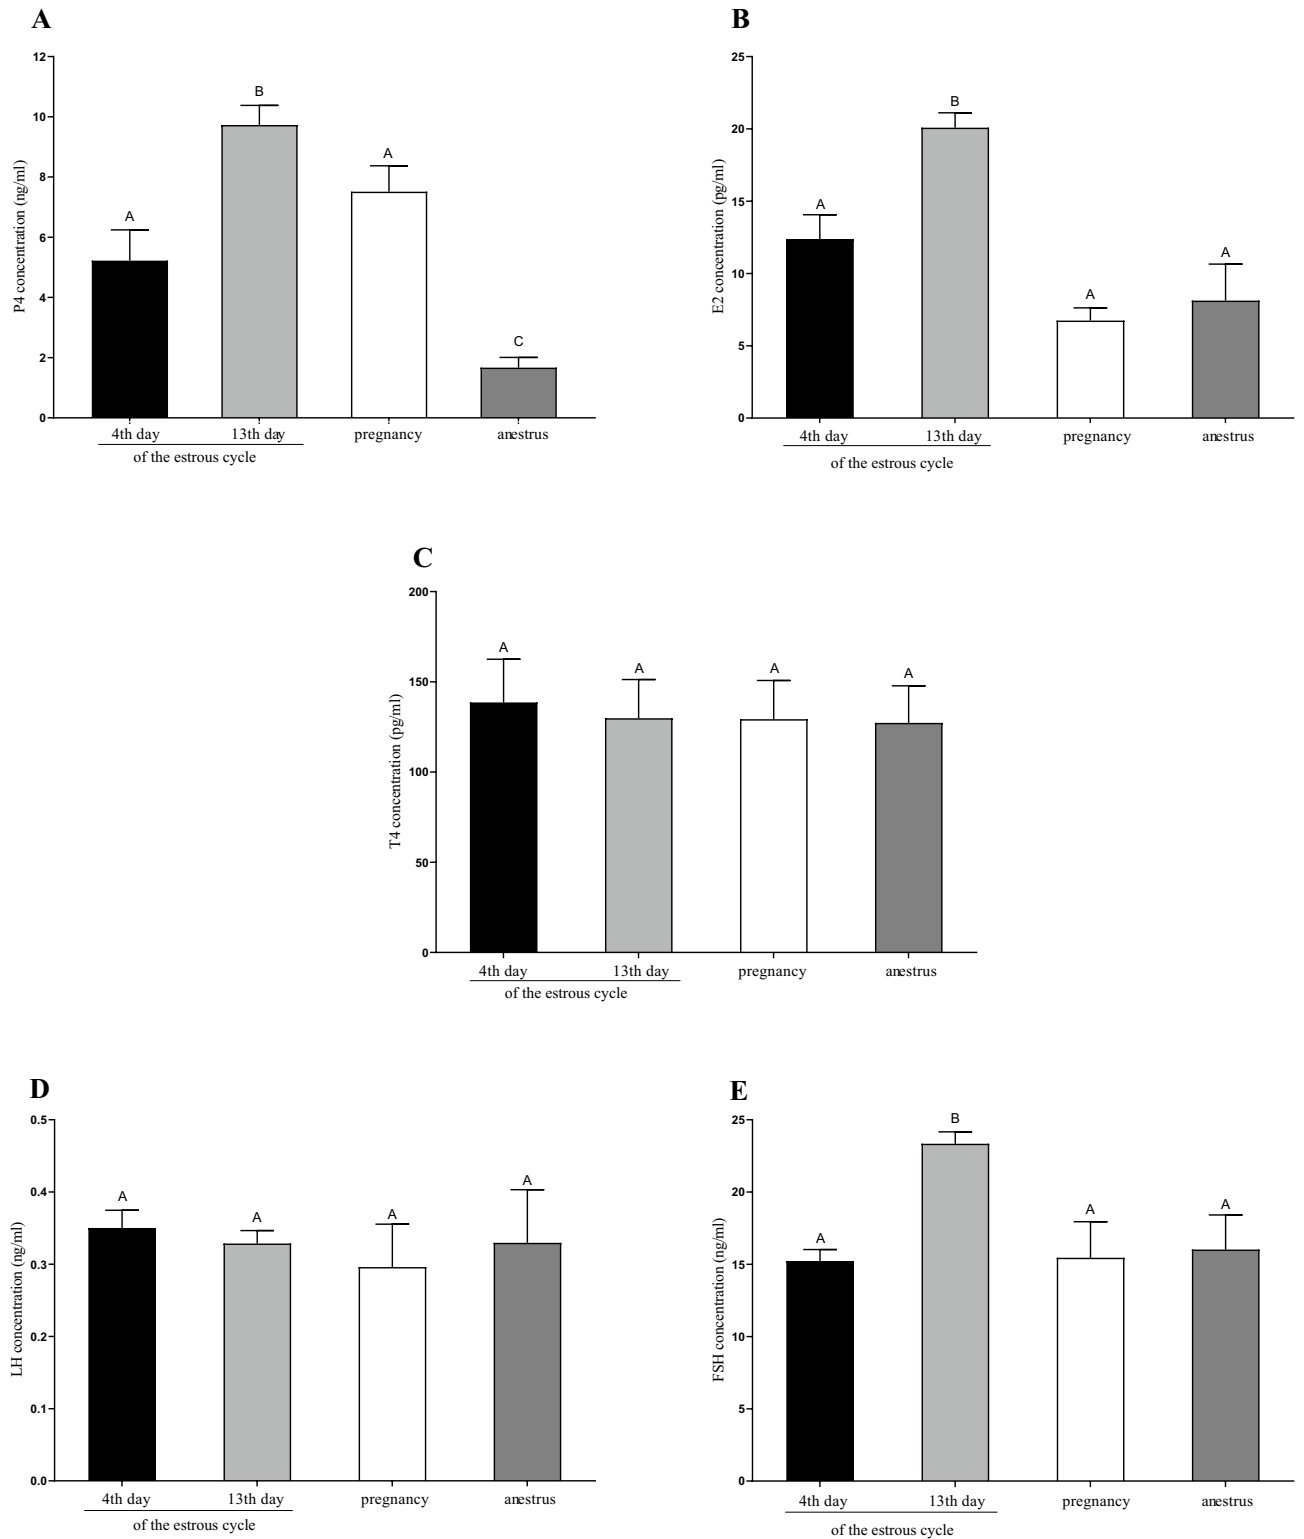 A
P4 concentration (ng/ml)
12
10
8
6
4
2
0
A
B
A
C
4th day
13th day
pregnancy
anestrus
of the estrous cycle
B
E2 concentration (pg/ml)
25
20
15
10
5
0
A
B
A
A
4th day
13th day
pregnancy
anestrus
of the estrous cycle
C
T4 concentration (pg/ml)
200
150
100
50
0
A
A
A
A
4th day
13th day
pregnancy
anestrus
of the estrous cycle
D
LH concentration (ng/ml)
0.5
0.4
0.3
0.2
0.1
0.0
A
A
A
A
4th day
13th day
pregnancy
anestrus
of the estrous cycle
E
FSH concentration (ng/ml)
25
20
15
10
5
0
A
B
A
A
4th day
13th day
pregnancy
anestrus
of the estrous cycle